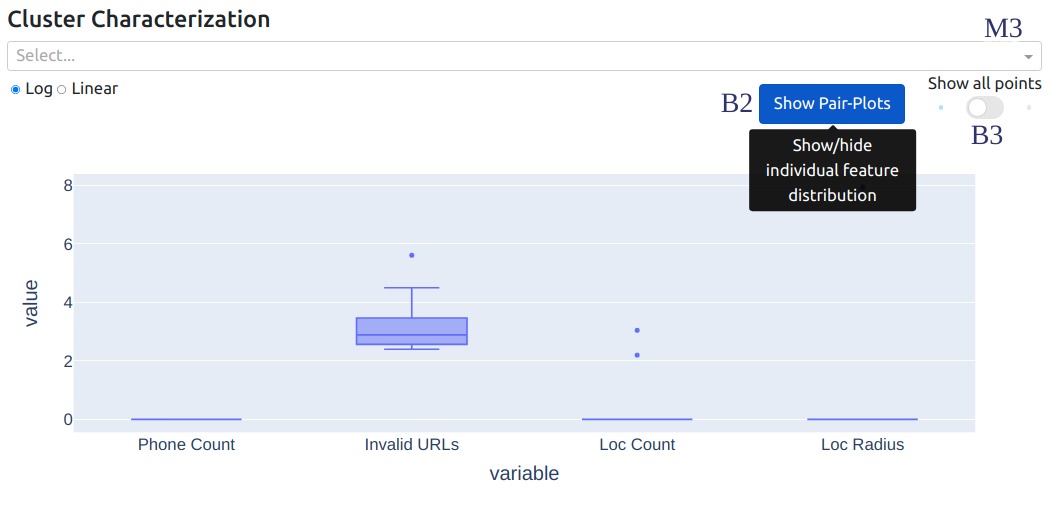 Cluster Characterization
M3
Select...
Log Linear
Show all points
B2
Show Pair-Plots
B3
Show/hide
individual feature
distribution
8
6
4
2
0
value
Phone Count
Invalid URLs
Loc Count
Loc Radius
variable